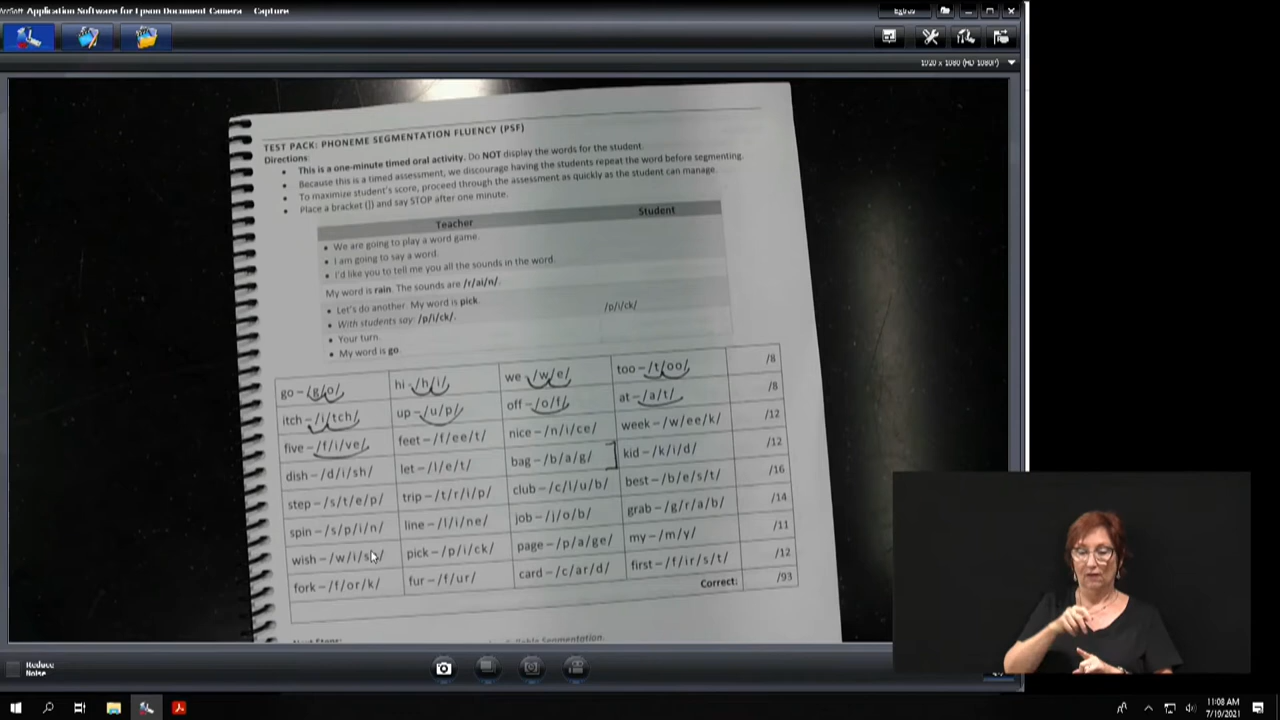 Application Software for Epson Document Camera - Capture
Extras
1920 x 1080 (HD 1080P)
TEST PACK: PHONEME SEGMENTATION FLUENCY (PSF)
Directions:
• This is a one-minute timed oral activity. Do NOT display the words for the student.
• Because this is a timed assessment, we discourage having the students repeat the word before segmenting.
• To maximize student's score, proceed through the assessment as quickly as the student can manage.
• Place a bracket (]) and say STOP after one minute.
Teacher Student
• We are going to play a word game.
• I am going to say a word.
• I'd like you to tell me you all the sounds in the word.
My word is rain. The sounds are /r/ai/n/.
• Let's do another. My word is pick.
• With students say: /p/i/ck/. /p/i/ck/
• Your turn.
• My word is go.
go – /g/o/ hi – /h/i/ we – /w/e/ too – /t/oo/ /8
itch – /i/tch/ up – /u/p/ off – /o/f/ at – /a/t/ /8
five – /f/i/ve/ feet – /f/ee/t/ nice – /n/i/ce/ week – /w/ee/k/ /12
dish – /d/i/sh/ let – /l/e/t/ bag – /b/a/g/ ] kid – /k/i/d/ /12
step – /s/t/e/p/ trip – /t/r/i/p/ club – /c/l/u/b/ best – /b/e/s/t/ /16
spin – /s/p/i/n/ line – /l/i/ne/ job – /j/o/b/ grab – /g/r/a/b/ /14
wish – /w/i/s / pick – /p/i/ck/ page – /p/a/ge/ my – /m/y/ /11
fork – /f/or/k/ fur – /f/ur/ card – /c/ar/d/ first – /f/ir/s/t/ /12
Correct: /93
Next Steps: Segmentation.
Reduce
Noise
11:08 AM
7/19/2021